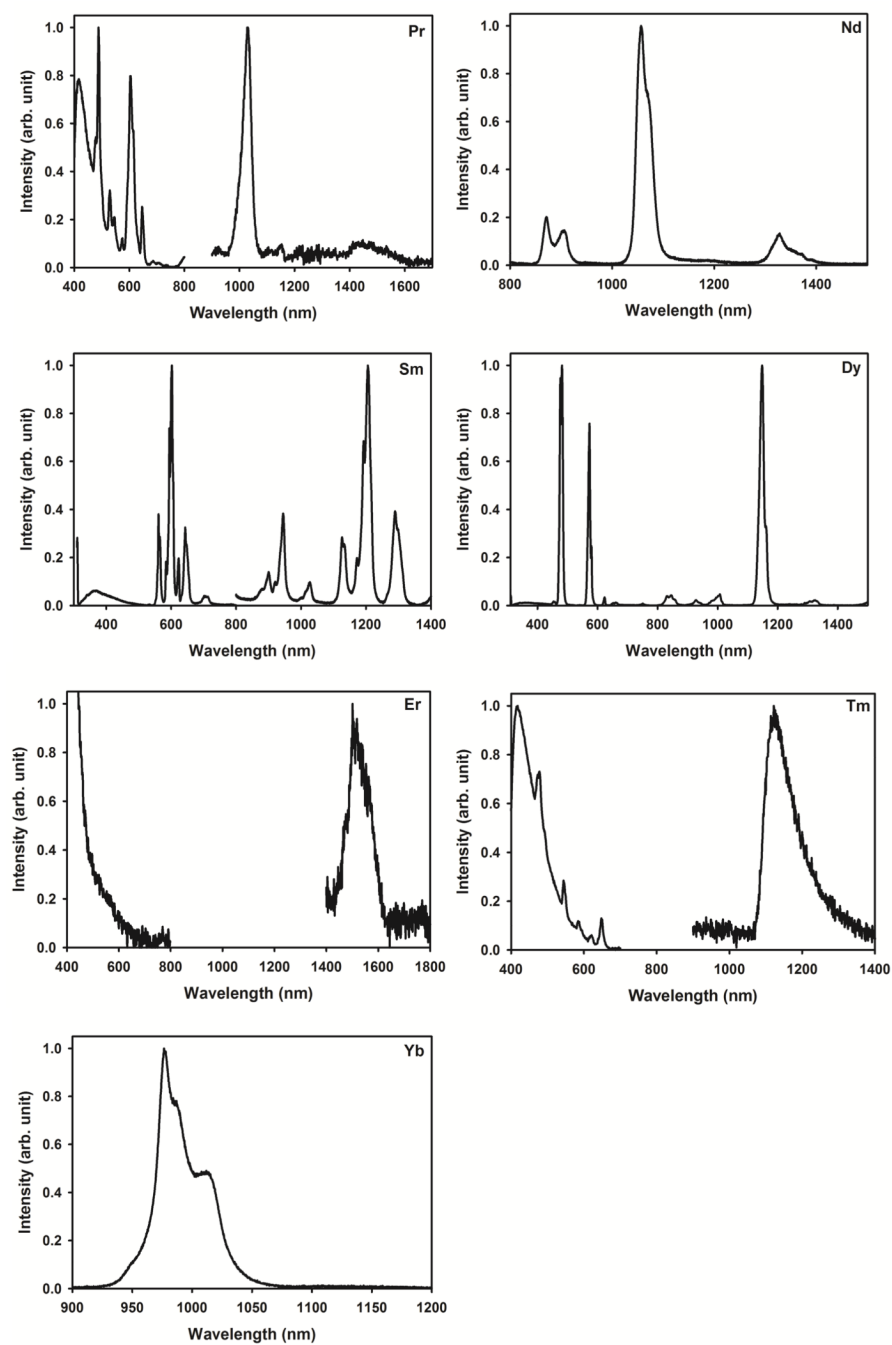 Pr
Intensity (arb. unit)
1.0
0.8
0.6
0.4
0.2
0.0
400 600 800 1000 1200 1400 1600
Wavelength (nm)
Nd
Intensity (arb. unit)
1.0
0.8
0.6
0.4
0.2
0.0
800 1000 1200 1400
Wavelength (nm)
Sm
Intensity (arb. unit)
1.0
0.8
0.6
0.4
0.2
0.0
400 600 800 1000 1200 1400
Wavelength (nm)
Dy
Intensity (arb. unit)
1.0
0.8
0.6
0.4
0.2
0.0
400 600 800 1000 1200 1400
Wavelength (nm)
Er
Intensity (arb. unit)
1.0
0.8
0.6
0.4
0.2
0.0
400 600 800 1000 1200 1400 1600 1800
Wavelength (nm)
Tm
Intensity (arb. unit)
1.0
0.8
0.6
0.4
0.2
0.0
400 600 800 1000 1200 1400
Wavelength (nm)
Yb
Intensity (arb. unit)
1.0
0.8
0.6
0.4
0.2
0.0
900 950 1000 1050 1100 1150 1200
Wavelength (nm)